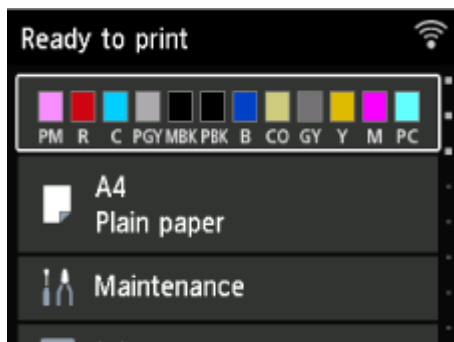 Ready to print
PM R C PGY MBK PBK B CO GY Y M PC
A4
Plain paper
Maintenance